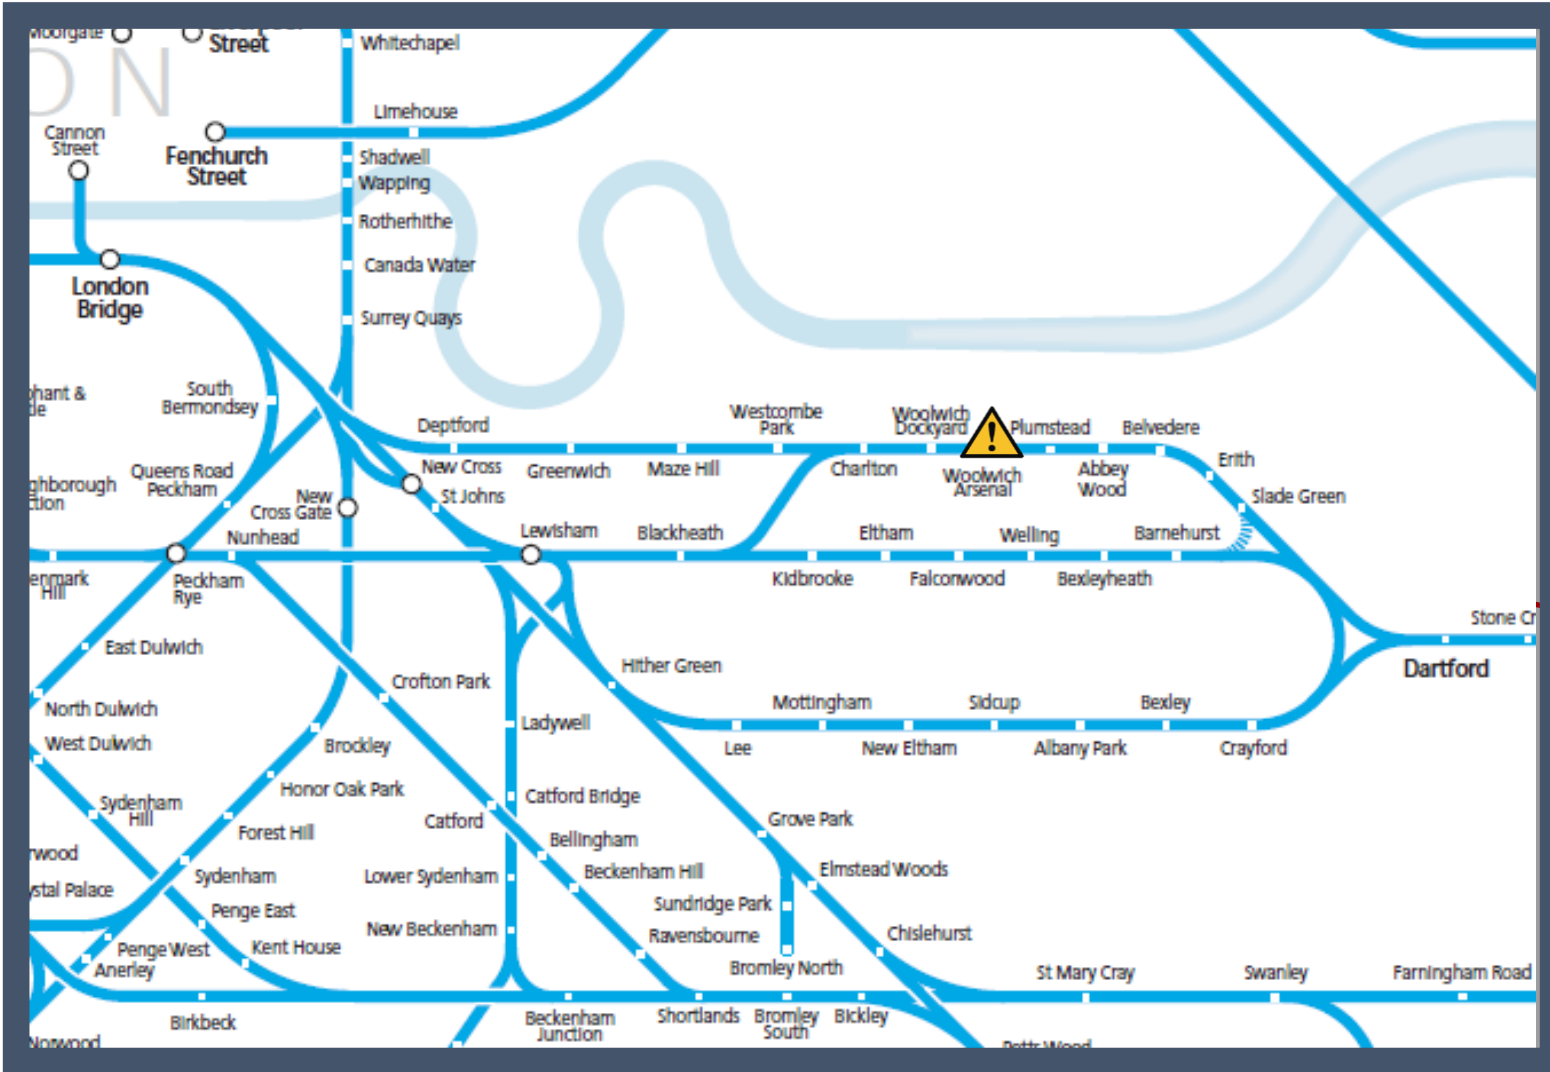 Street
Whitechapel
ON
Limehouse
Cannon
Street
Fenchurch
Street
Shadwell
Wapping
Rotherhithe
Canada Water
London
Bridge
Surrey Quays
South
Bermondsey
Deptford
Westcombe
Park
Woolwich
Dockyard
Plumstead
Belvedere
Queens Road
Peckham
New Cross
Greenwich
Maze Hill
Charlton
Woolwich
Arsenal
Abbey
Wood
Erith
New
Cross Gate
St Johns
Slade Green
Nunhead
Lewisham
Blackheath
Eltham
Welling
Barnehurst
Hill
Peckham
Rye
Kidbrooke
Falconwood
Bexleyheath
Stone Cr
East Dulwich
Hither Green
Dartford
Crofton Park
North Dulwich
Mottingham
Sidcup
Bexley
Ladywell
West Dulwich
Brockley
Lee
New Eltham
Albany Park
Crayford
Honor Oak Park
Catford Bridge
Sydenham
Hill
Forest Hill
Catford
Grove Park
Bellingham
rwood
Sydenham
Lower Sydenham
Beckenham Hill
Elmstead Woods
ystal Palace
Sundridge Park
Penge East
New Beckenham
Ravensbourne
Chislehurst
Penge West
Kent House
Anerley
Bromley North
St Mary Cray
Swanley
Farningham Road
Birkbeck
Beckenham
Junction
Shortlands
Bromley
South
Bickley
Norwood